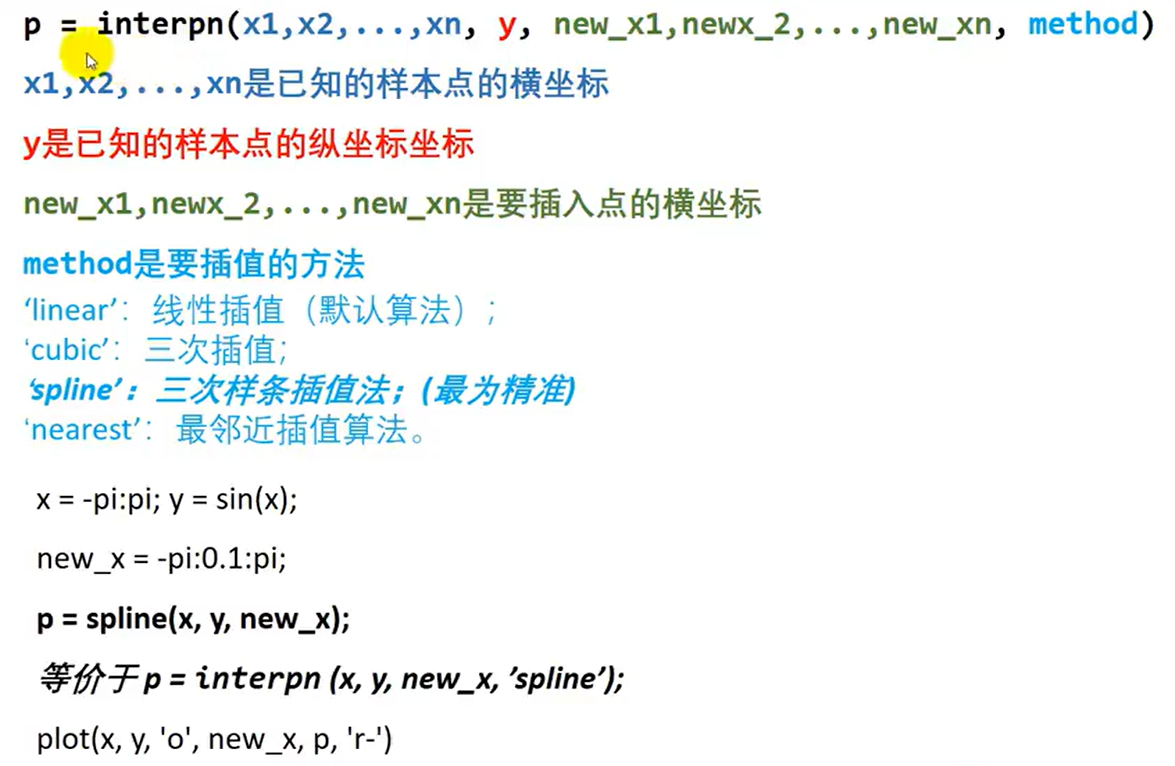 p = interpn(x1,x2,...,xn, y, new_x1,newx_2,...,new_xn, method)
x1,x2,...,xn是已知的样本点的横坐标
y是已知的样本点的纵坐标坐标
new_x1,newx_2,...,new_xn是要插入点的横坐标
method是要插值的方法
‘linear’：线性插值（默认算法）；
‘cubic’：三次插值；
‘spline’：三次样条插值法；(最为精准)
‘nearest’：最邻近插值算法。
x = -pi:pi; y = sin(x);
new_x = -pi:0.1:pi;
p = spline(x, y, new_x);
等价于 p = interpn (x, y, new_x, ’spline’);
plot(x, y, 'o', new_x, p, 'r-')